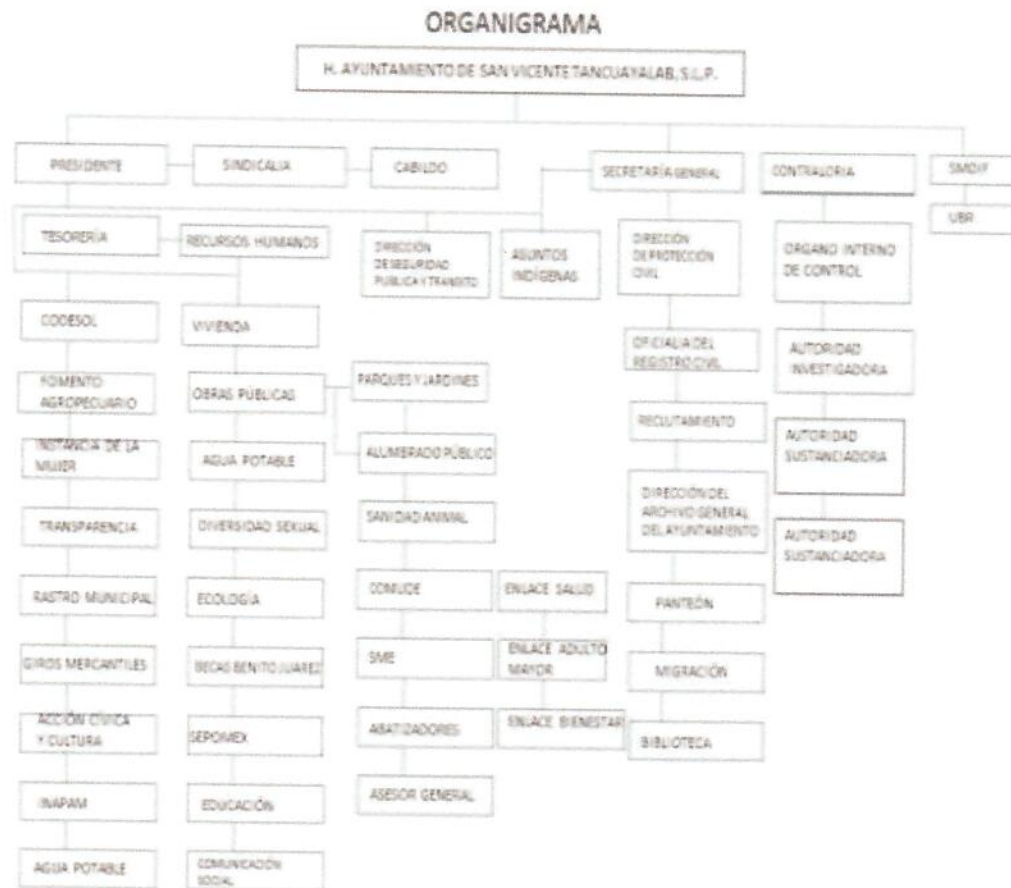 ORGANIGRAMA
H. AYUNTAMIENTO DE SAN VICENTE TANCUAYALAB, S.L.P.
PRESIDENTE
SINDICALIA
CABILDO
SECRETARÍA GENERAL
CONTRALORIA
SMDIF
UBR
TESORERÍA
RECURSOS HUMANOS
DIRECCIÓN
DE SEGURIDAD
PÚBLICA Y TRANSITO
ASUNTOS
INDÍGENAS
DIRECCIÓN
DE PROTECCIÓN
CIVIL
ORGANO INTERNO
DE CONTROL
CODESOL
VIVIENDA
OFICIALIA DEL
REGISTRO CIVIL
AUTORIDAD
INVESTIGADORA
FOMENTO
AGROPECUARIO
OBRAS PÚBLICAS
PARQUES Y JARDINES
RECLUTAMIENTO
INSTANCIA DE LA
MUJER
AGUA POTABLE
ALUMBRADO PÚBLICO
AUTORIDAD
SUSTANCIADORA
TRANSPARENCIA
DIVERSIDAD SEXUAL
SANIDAD ANIMAL
DIRECCIÓN DEL
ARCHIVO GENERAL
DEL AYUNTAMIENTO
AUTORIDAD
SUSTANCIADORA
RASTRO MUNICIPAL
ECOLOGÍA
COMUDE
ENLACE SALUD
PANTEÓN
GIROS MERCANTILES
BECAS BENITO JUAREZ
SME
ENLACE ADULTO
MAYOR
MIGRACIÓN
ACCIÓN CÍVICA
Y CULTURA
SEPOMEX
ABATIZADORES
ENLACE BIENESTAR
BIBLIOTECA
INAPAM
EDUCACIÓN
ASESOR GENERAL
AGUA POTABLE
COMUNICACIÓN
SOCIAL